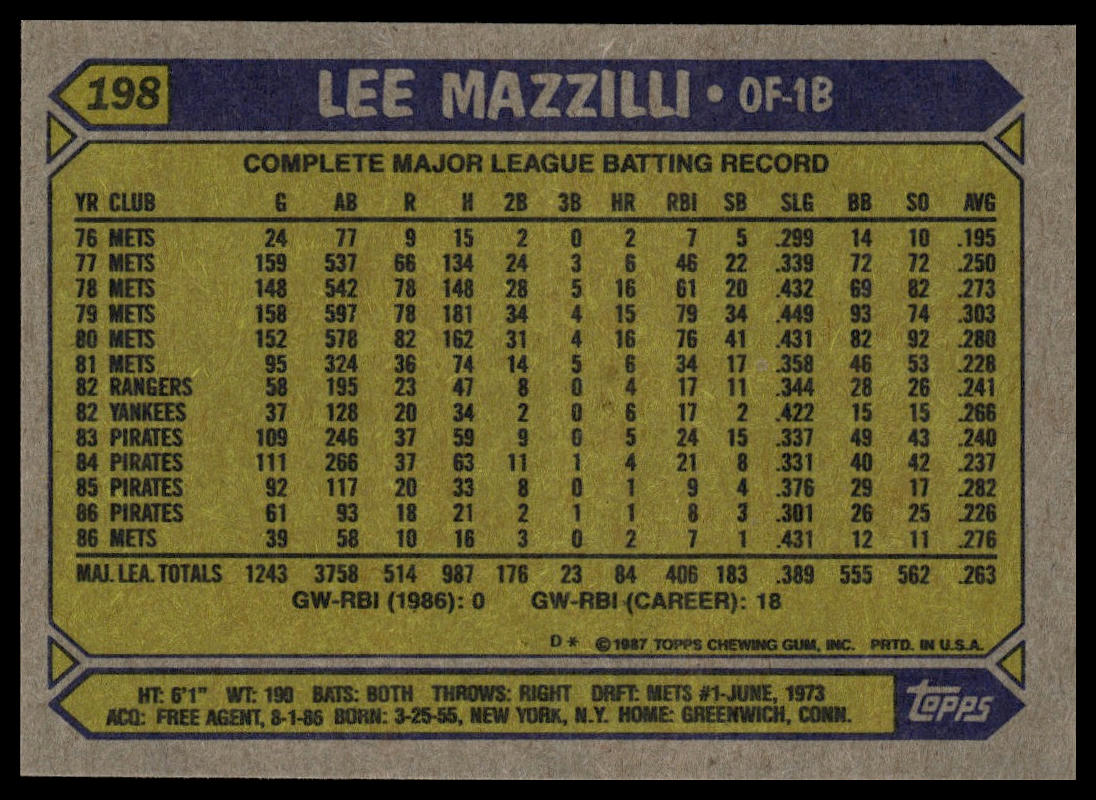 198 LEE MAZZILLI • OF-1B
COMPLETE MAJOR LEAGUE BATTING RECORD
YR CLUB G AB R H 2B 3B HR RBI SB SLG BB SO AVG
76 METS 24 77 9 15 2 0 2 7 5 .299 14 10 .195
77 METS 159 537 66 134 24 3 6 46 22 .339 72 72 .250
78 METS 148 542 78 148 28 5 16 61 20 .432 69 82 .273
79 METS 158 597 78 181 34 4 15 79 34 .449 93 74 .303
80 METS 152 578 82 162 31 4 16 76 41 .431 82 92 .280
81 METS 95 324 36 74 14 5 6 34 17 .358 46 53 .228
82 RANGERS 58 195 23 47 8 0 4 17 11 .344 28 26 .241
82 YANKEES 37 128 20 34 2 0 6 17 2 .422 15 15 .266
83 PIRATES 109 246 37 59 9 0 5 24 15 .337 49 43 .240
84 PIRATES 111 266 37 63 11 1 4 21 8 .331 40 42 .237
85 PIRATES 92 117 20 33 8 0 1 9 4 .376 29 17 .282
86 PIRATES 61 93 18 21 2 1 1 8 3 .301 26 25 .226
86 METS 39 58 10 16 3 0 2 7 1 .431 12 11 .276
MAJ. LEA. TOTALS 1243 3758 514 987 176 23 84 406 183 .389 555 562 .263
GW-RBI (1986): 0 GW-RBI (CAREER): 18
D* ©1987 TOPPS CHEWING GUM, INC. PRTD. IN U.S.A.
HT: 6'1" WT: 190 BATS: BOTH THROWS: RIGHT DRFT: METS #1-JUNE, 1973
ACQ: FREE AGENT, 8-1-86 BORN: 3-25-55, NEW YORK, N.Y. HOME: GREENWICH, CONN.
topps